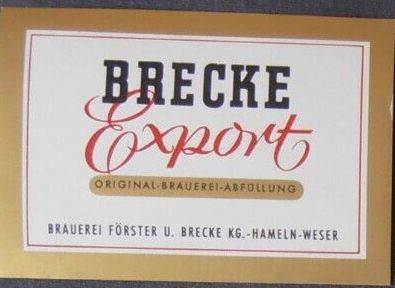 BRECKE
Export
ORIGINAL-BRAUEREI-ABFÜLLUNG
BRAUEREI FÖRSTER U. BRECKE KG.-HAMELN-WESER